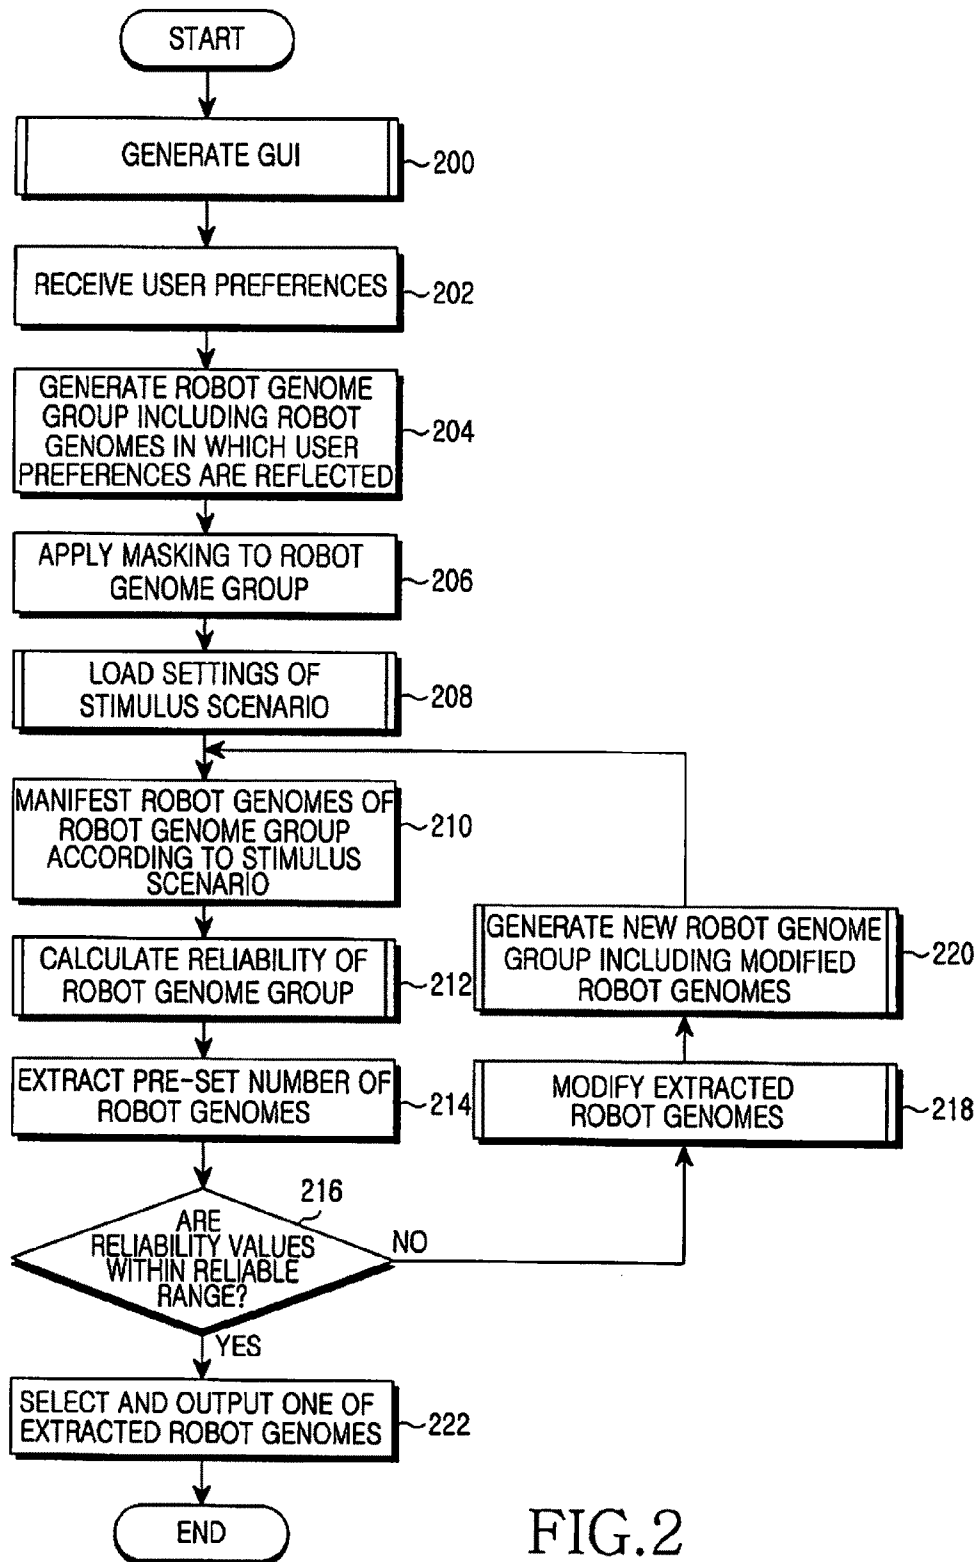 START
GENERATE GUI
200
RECEIVE USER PREFERENCES
202
GENERATE ROBOT GENOME
GROUP INCLUDING ROBOT
GENOMES IN WHICH USER
PREFERENCES ARE REFLECTED
204
APPLY MASKING TO ROBOT
GENOME GROUP
206
LOAD SETTINGS OF
STIMULUS SCENARIO
208
MANIFEST ROBOT GENOMES OF
ROBOT GENOME GROUP
ACCORDING TO STIMULUS
SCENARIO
210
CALCULATE RELIABILITY OF
ROBOT GENOME GROUP
212
EXTRACT PRE-SET NUMBER OF
ROBOT GENOMES
214
216
ARE
RELIABILITY VALUES
WITHIN RELIABLE
RANGE?
NO
YES
MODIFY EXTRACTED
ROBOT GENOMES
218
GENERATE NEW ROBOT GENOME
GROUP INCLUDING MODIFIED
ROBOT GENOMES
220
SELECT AND OUTPUT ONE OF
EXTRACTED ROBOT GENOMES
222
END
FIG.2